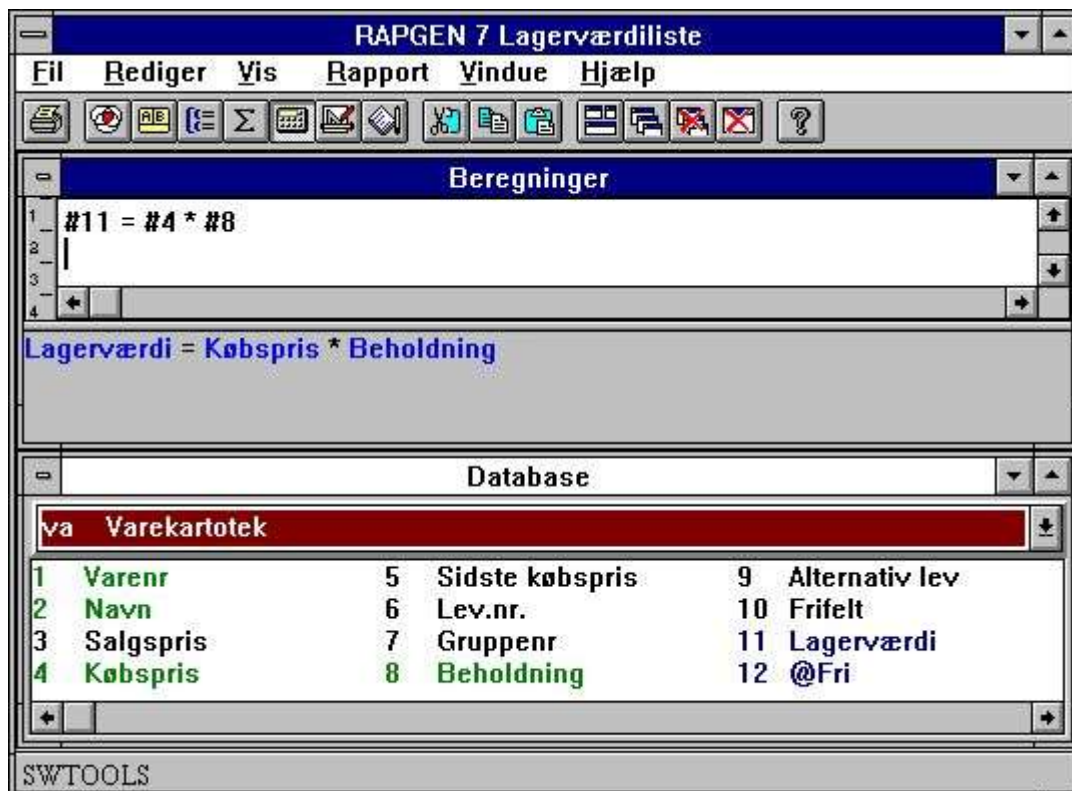 RAPGEN 7 Lagerværdiliste
Fil Rediger Vis Rapport Vindue Hjælp
Beregninger
1 #11 = #4 * #8
2
3
4
Lagerværdi = Købspris * Beholdning
Database
va Varekartotek
1 Varenr 5 Sidste købspris 9 Alternativ lev
2 Navn 6 Lev.nr. 10 Frifelt
3 Salgspris 7 Gruppenr 11 Lagerværdi
4 Købspris 8 Beholdning 12 @Fri
SWTOOLS